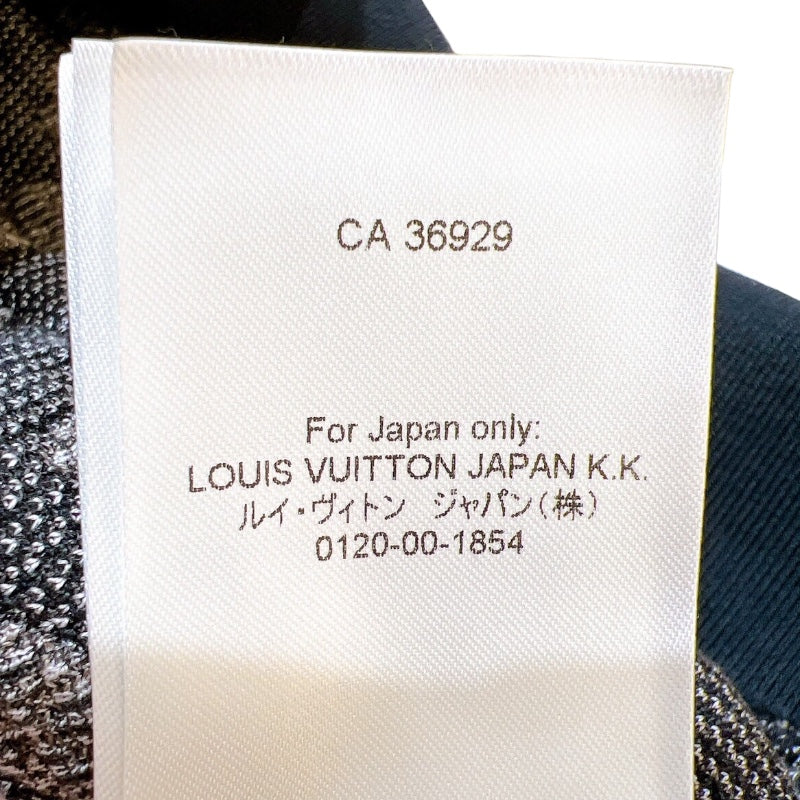 CA 36929
For Japan only:
LOUIS VUITTON JAPAN K.K.
ルイ・ヴィトン ジャパン(株)
0120-00-1854